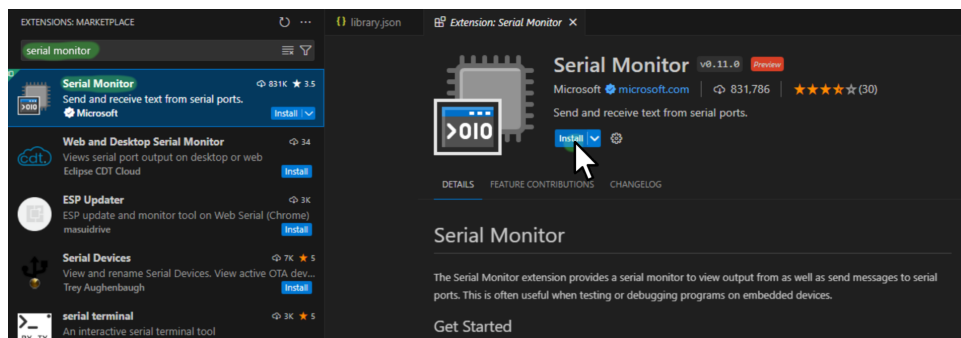 EXTENSIONS: MARKETPLACE
serial monitor
Serial Monitor 831K ★ 3.5
Send and receive text from serial ports.
Microsoft Install
Web and Desktop Serial Monitor 34
Views serial port output on desktop or web
Eclipse CDT Cloud Install
ESP Updater 3K
ESP update and monitor tool on Web Serial (Chrome)
masuidrive Install
Serial Devices 7K ★ 5
View and rename Serial Devices. View active OTA dev...
Trey Aughenbaugh Install
serial terminal 3K ★ 5
An interactive serial terminal tool
{} library.json Extension: Serial Monitor ×
Serial Monitor v0.11.0 Preview
Microsoft microsoft.com 831,786 ★★★★☆ (30)
Send and receive text from serial ports.
Install
DETAILS FEATURE CONTRIBUTIONS CHANGELOG
Serial Monitor
The Serial Monitor extension provides a serial monitor to view output from as well as send messages to serial
ports. This is often useful when testing or debugging programs on embedded devices.
Get Started
>010
>010
cdt.